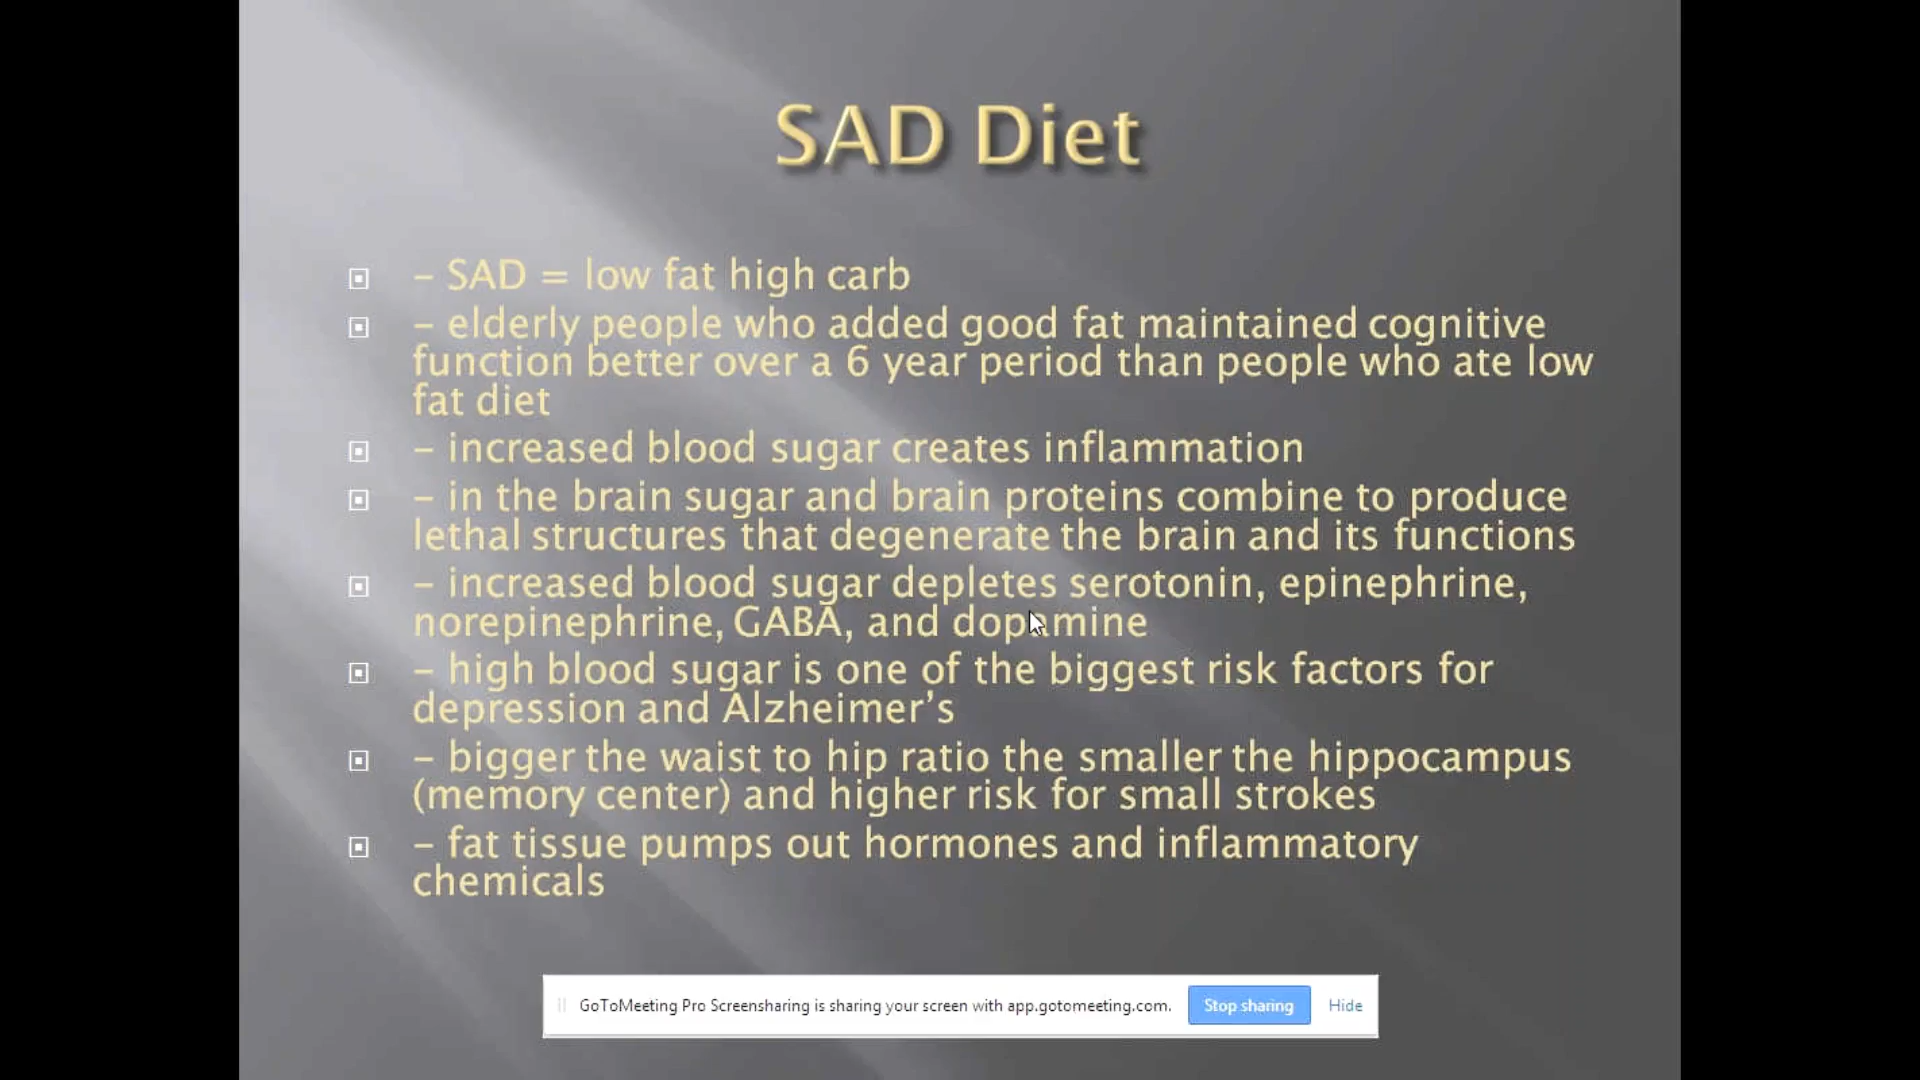 SAD Diet
– SAD = low fat high carb
– elderly people who added good fat maintained cognitive
function better over a 6 year period than people who ate low
fat diet
– increased blood sugar creates inflammation
– in the brain sugar and brain proteins combine to produce
lethal structures that degenerate the brain and its functions
– increased blood sugar depletes serotonin, epinephrine,
norepinephrine, GABA, and dopamine
– high blood sugar is one of the biggest risk factors for
depression and Alzheimer’s
– bigger the waist to hip ratio the smaller the hippocampus
(memory center) and higher risk for small strokes
– fat tissue pumps out hormones and inflammatory
chemicals
GoToMeeting Pro Screensharing is sharing your screen with app.gotomeeting.com. Stop sharing Hide